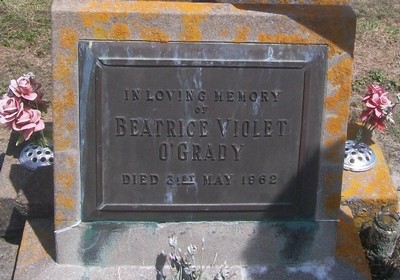 IN LOVING MEMORY
OF
BEATRICE VIOLET
O'GRADY
DIED 31ST MAY 1962